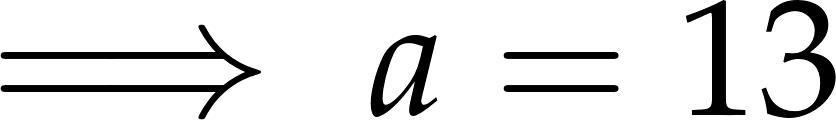 ⟹ a = 13